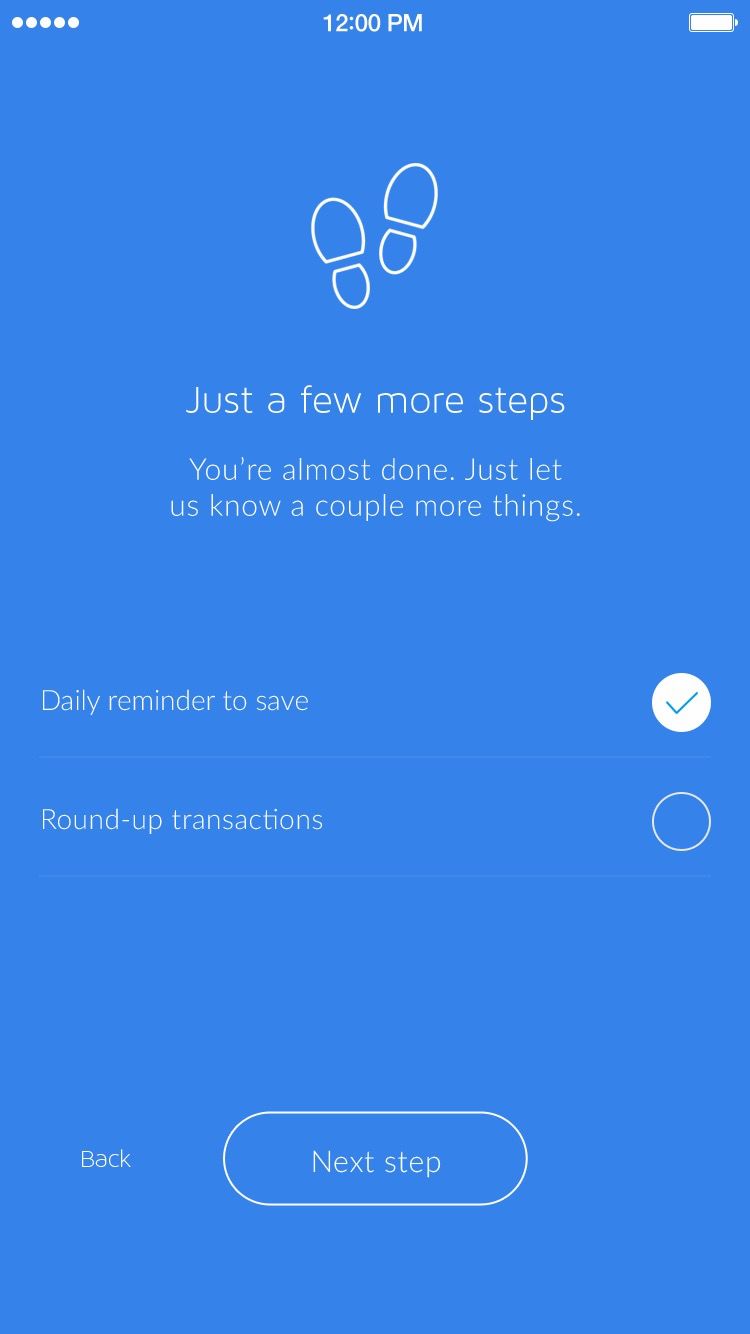 12:00 PM
Just a few more steps
You’re almost done. Just let
us know a couple more things.
Daily reminder to save
Round-up transactions
Back
Next step